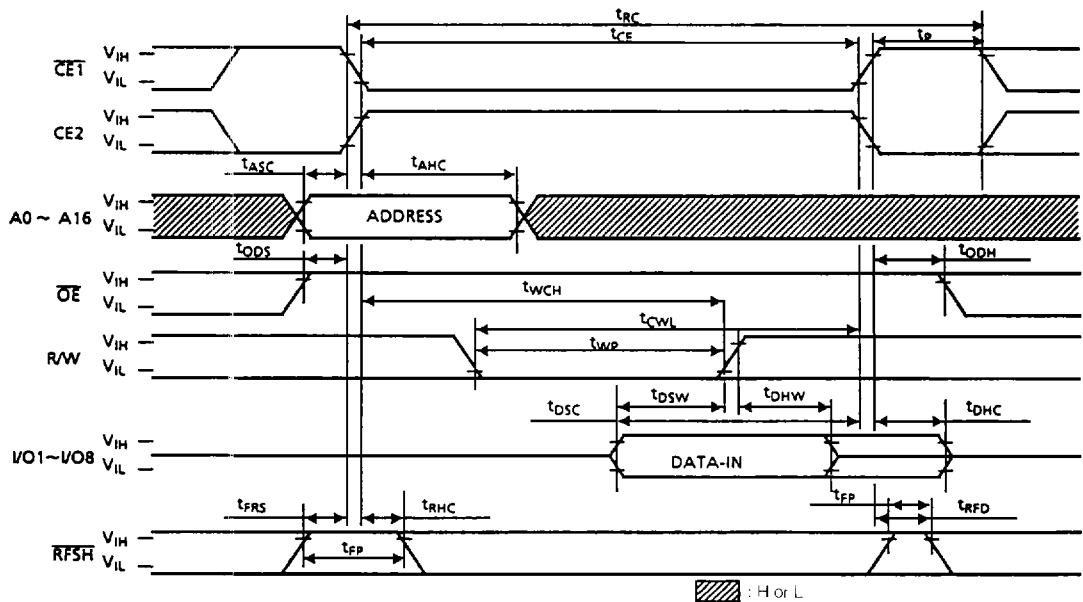 tRC
tCE
tP
CE1
VIH
VIL
CE2
VIH
VIL
tASC
tAHC
A0 ~ A16
VIH
VIL
ADDRESS
tODS
tODH
OE
VIH
VIL
tWCH
tCWL
R/W
VIH
VIL
tWP
tDSC
tDSW
tDHW
tDHC
I/O1~I/O8
VIH
VIL
DATA-IN
tFRS
tRHC
tFP
tRFD
RFSH
VIH
VIL
tFP
: H or L